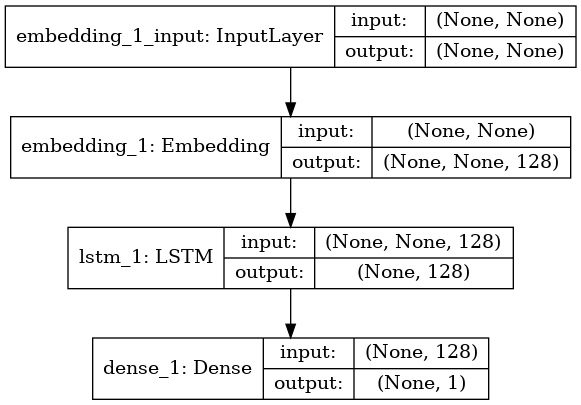 embedding_1_input: InputLayer
input: (None, None)
output: (None, None)
embedding_1: Embedding
input: (None, None)
output: (None, None, 128)
lstm_1: LSTM
input: (None, None, 128)
output: (None, 128)
dense_1: Dense
input: (None, 128)
output: (None, 1)